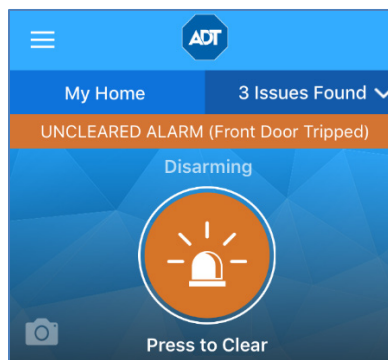 ADT
My Home
3 Issues Found
UNCLEARED ALARM (Front Door Tripped)
Disarming
Press to Clear